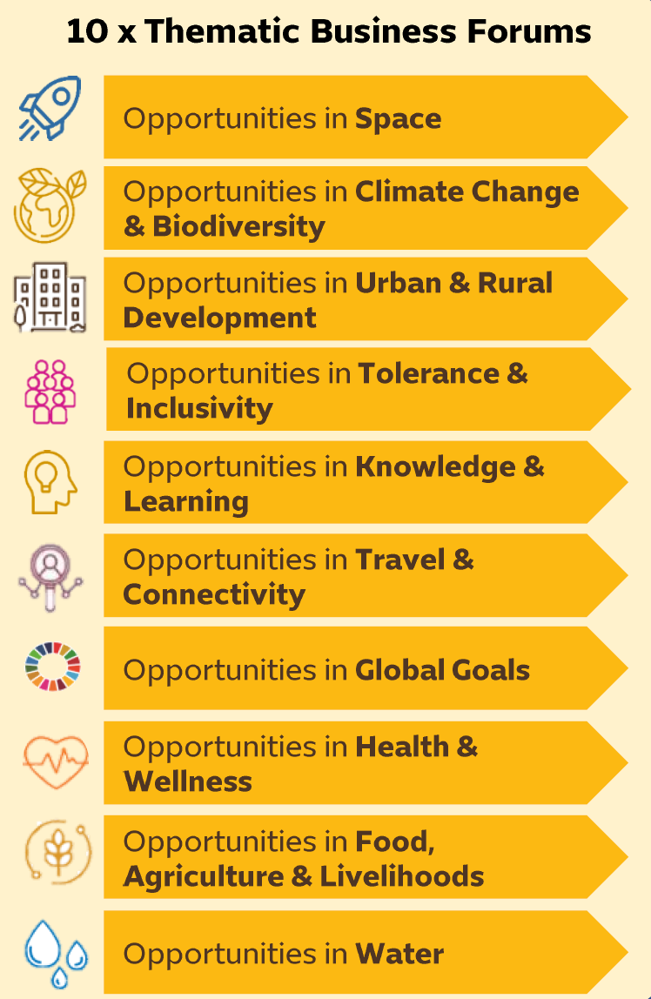 10 x Thematic Business Forums
Opportunities in Space
Opportunities in Climate Change
& Biodiversity
Opportunities in Urban & Rural
Development
Opportunities in Tolerance &
Inclusivity
Opportunities in Knowledge &
Learning
Opportunities in Travel &
Connectivity
Opportunities in Global Goals
Opportunities in Health &
Wellness
Opportunities in Food,
Agriculture & Livelihoods
Opportunities in Water